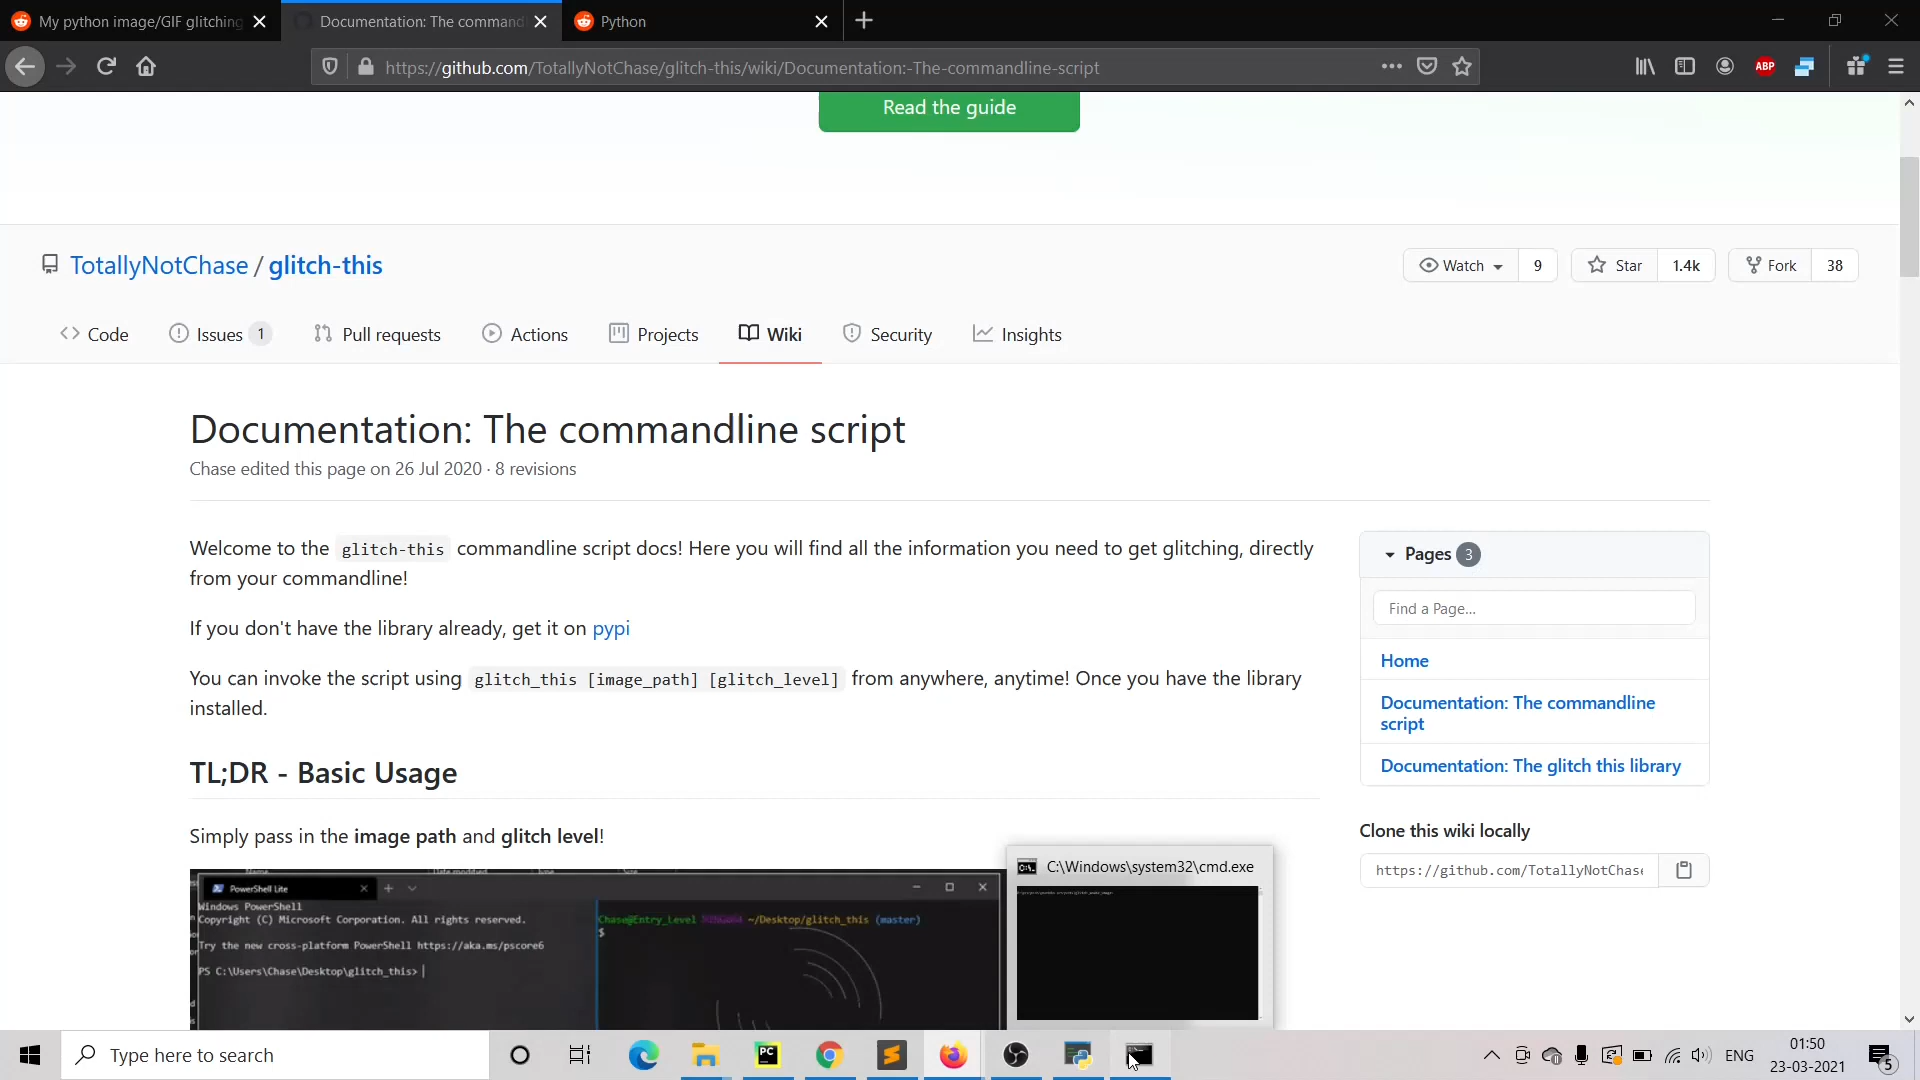 My python image/GIF glitching
Documentation: The command
Python
https://github.com/TotallyNotChase/glitch-this/wiki/Documentation:-The-commandline-script
ABP
Read the guide
TotallyNotChase / glitch-this
Watch 9
Star 1.4k
Fork 38
Code
Issues 1
Pull requests
Actions
Projects
Wiki
Security
Insights
Documentation: The commandline script
Chase edited this page on 26 Jul 2020 · 8 revisions
Welcome to the glitch-this commandline script docs! Here you will find all the information you need to get glitching, directly
from your commandline!
If you don't have the library already, get it on pypi
You can invoke the script using glitch_this [image_path] [glitch_level] from anywhere, anytime! Once you have the library
installed.
TL;DR - Basic Usage
Simply pass in the image path and glitch level!
Pages 3
Find a Page...
Home
Documentation: The commandline
script
Documentation: The glitch this library
Clone this wiki locally
https://github.com/TotallyNotChase
PowerShell Lite
Windows PowerShell
Copyright (C) Microsoft Corporation. All rights reserved.
Try the new cross-platform PowerShell https://aka.ms/pscore6
PS C:\Users\Chase\Desktop\glitch_this>
Chase@Entry_Level ~/Desktop/glitch_this (master)
$
C:\Windows\system32\cmd.exe
Type here to search
PC
ENG
01:50
23-03-2021
5